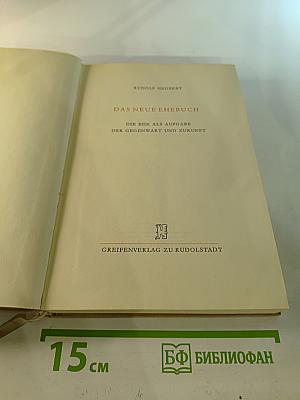 RUDOLF NEUBERT
DAS NEUE EHEBUCH
DIE EHE ALS AUFGABE
DER GEGENWART UND ZUKUNFT
GREIFENVERLAG ZU RUDOLSTADT
15 СМ
БФ БИБЛИОФАН